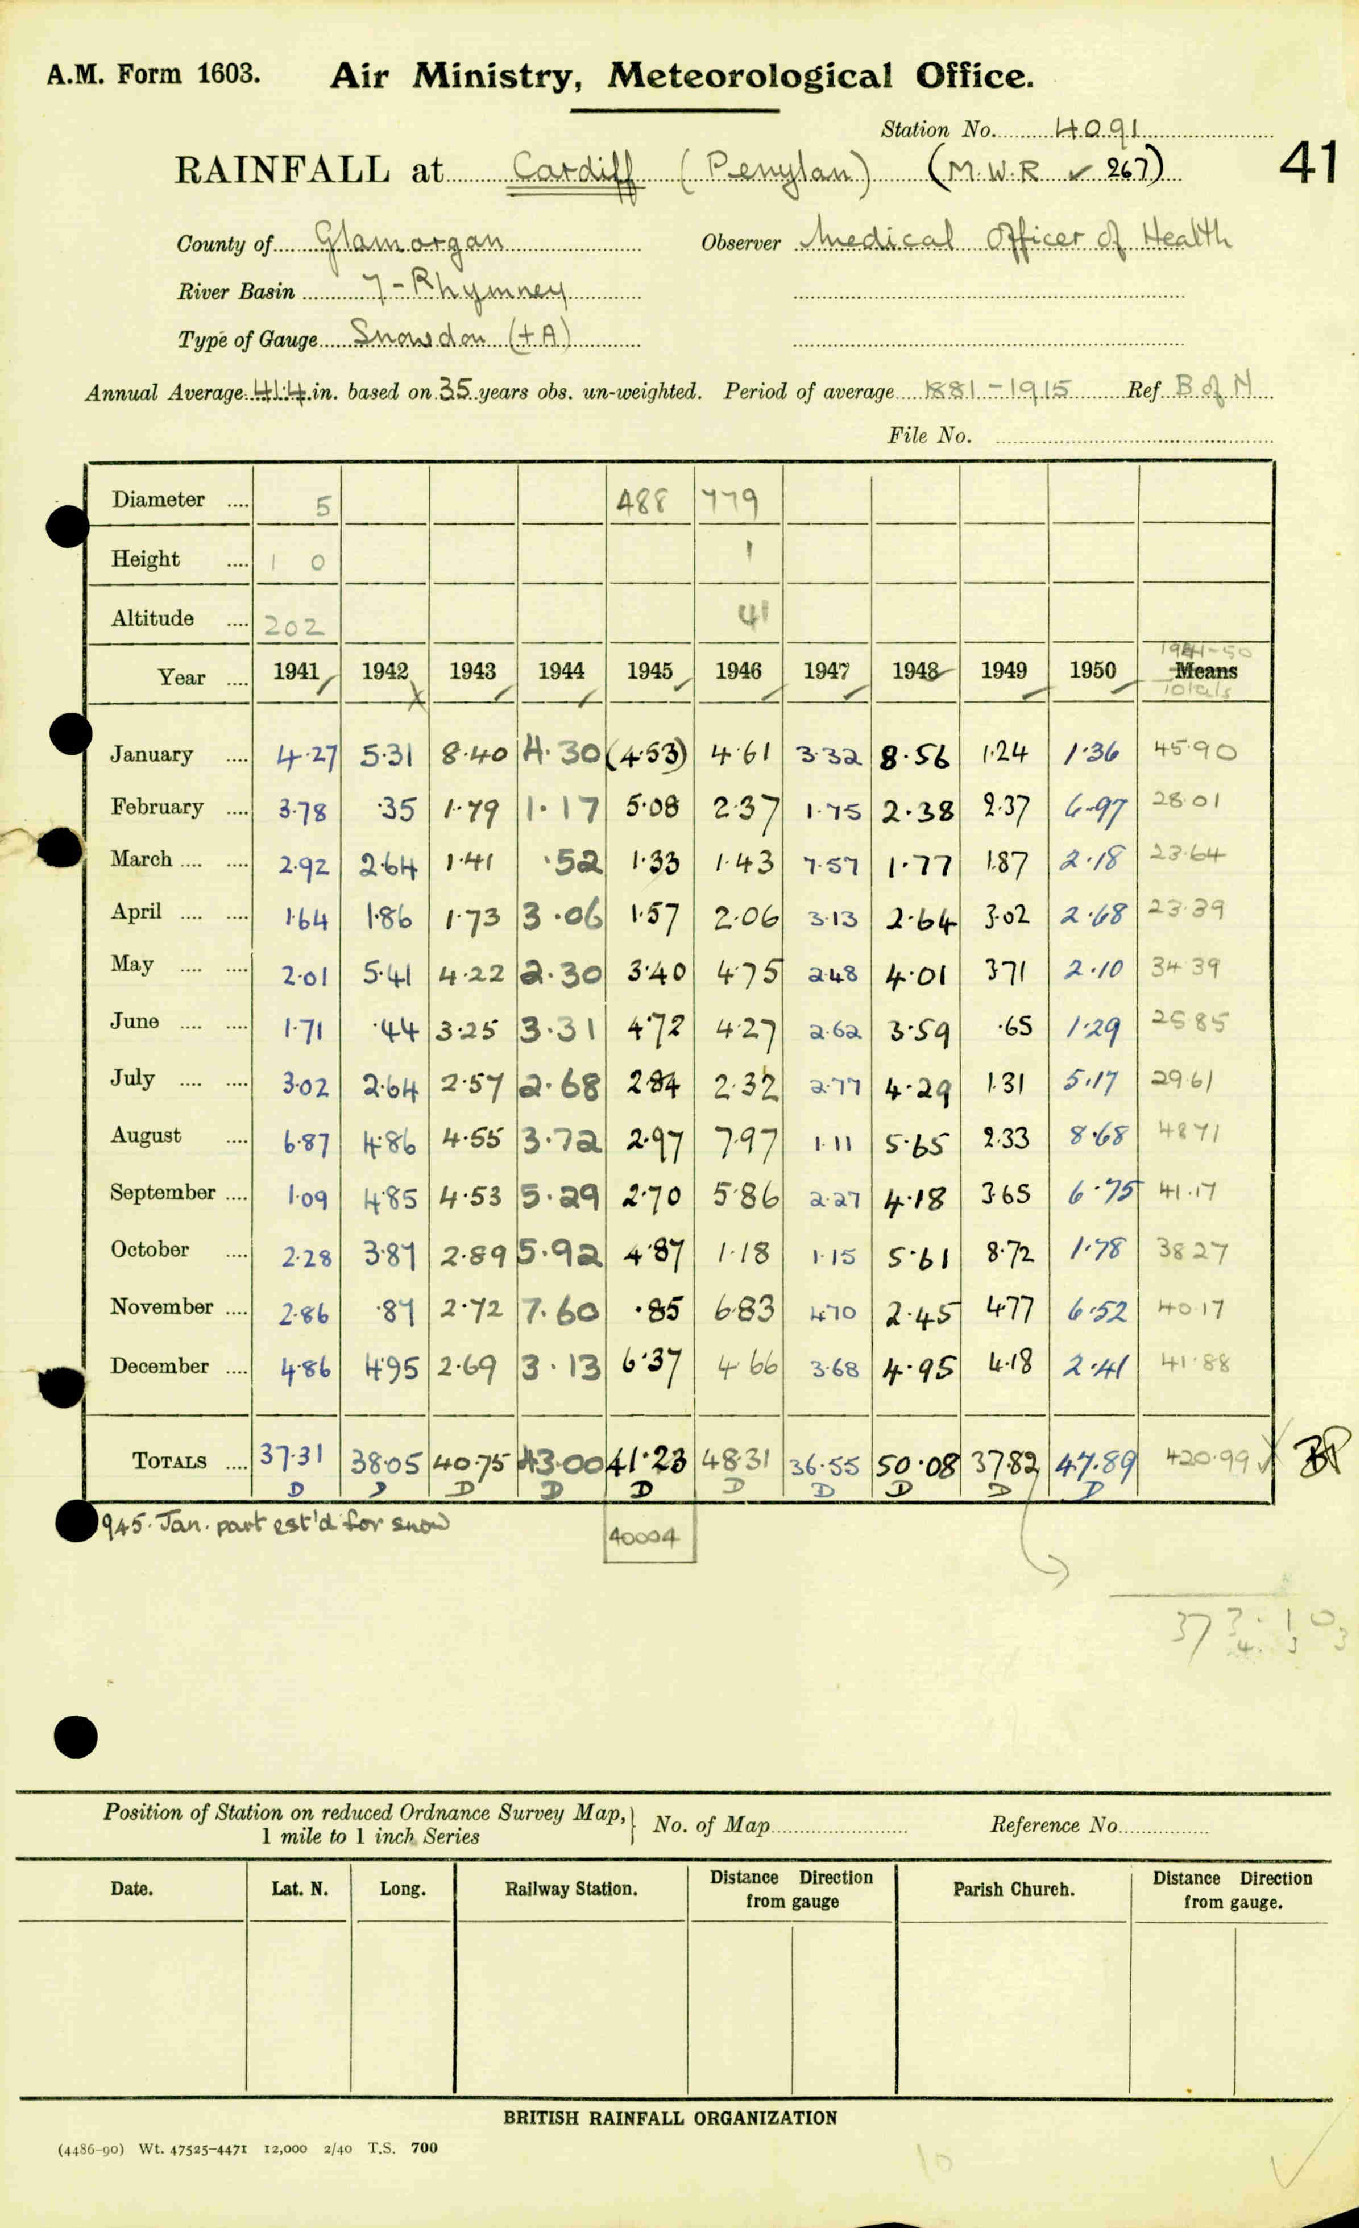 A.M. Form 1603. Air Ministry, Meteorological Office.
Station No. 4091
RAINFALL at Cardiff (Penylan) (M.W.R ✓ 267) 41
County of Glamorgan Observer Medical Officer of Health
River Basin 7-Rhymney
Type of Gauge Snowdon (+A)
Annual Average 41.4 in. based on 35 years obs. un-weighted. Period of average 1881-1915 Ref B of N
File No.
Diameter .... 5 488 779
Height .... 1 0 1
Altitude .... 202 41
1941-50
Year .... 1941 1942 1943 1944 1945 1946 1947 1948 1949 1950 Means
Totals
January .... 4.27 5.31 8.40 4.30 (4.53) 4.61 3.32 8.56 1.24 1.36 45.90
February .... 3.78 .35 1.79 1.17 5.08 2.37 1.75 2.38 2.37 6.97 28.01
March .... .... 2.92 2.64 1.41 .52 1.33 1.43 7.57 1.77 1.87 2.18 23.64
April .... .... 1.64 1.86 1.73 3.06 1.57 2.06 3.13 2.64 3.02 2.68 23.39
May .... .... 2.01 5.41 4.22 2.30 3.40 4.75 2.48 4.01 3.71 2.10 34.39
June .... .... 1.71 .44 3.25 3.31 4.72 4.27 2.62 3.59 .65 1.29 25.85
July .... .... 3.02 2.64 2.57 2.68 2.84 2.32 2.77 4.29 1.31 5.17 29.61
August .... 6.87 4.86 4.55 3.72 2.97 7.97 1.11 5.65 2.33 8.68 48.71
September .... 1.09 4.85 4.53 5.29 2.70 5.86 2.27 4.18 3.65 6.75 41.17
October .... 2.28 3.87 2.89 5.92 4.87 1.18 1.15 5.61 8.72 1.78 38.27
November .... 2.86 .87 2.72 7.60 .85 6.83 4.70 2.45 4.77 6.52 40.17
December .... 4.86 4.95 2.69 3.13 6.37 4.66 3.68 4.95 4.18 2.41 41.88
TOTALS .... 37.31 38.05 40.75 43.00 41.23 48.31 36.55 50.08 37.82 47.89 420.99
D D D D D D D D D D
945. Jan. part est'd for snow
40004
Position of Station on reduced Ordnance Survey Map, } No. of Map Reference No.
1 mile to 1 inch Series
Date. Lat. N. Long. Railway Station. Distance Direction from gauge Parish Church. Distance Direction from gauge.
BRITISH RAINFALL ORGANIZATION
(4486-90) Wt. 47525-4471 12,000 2/40 T.S. 700
10